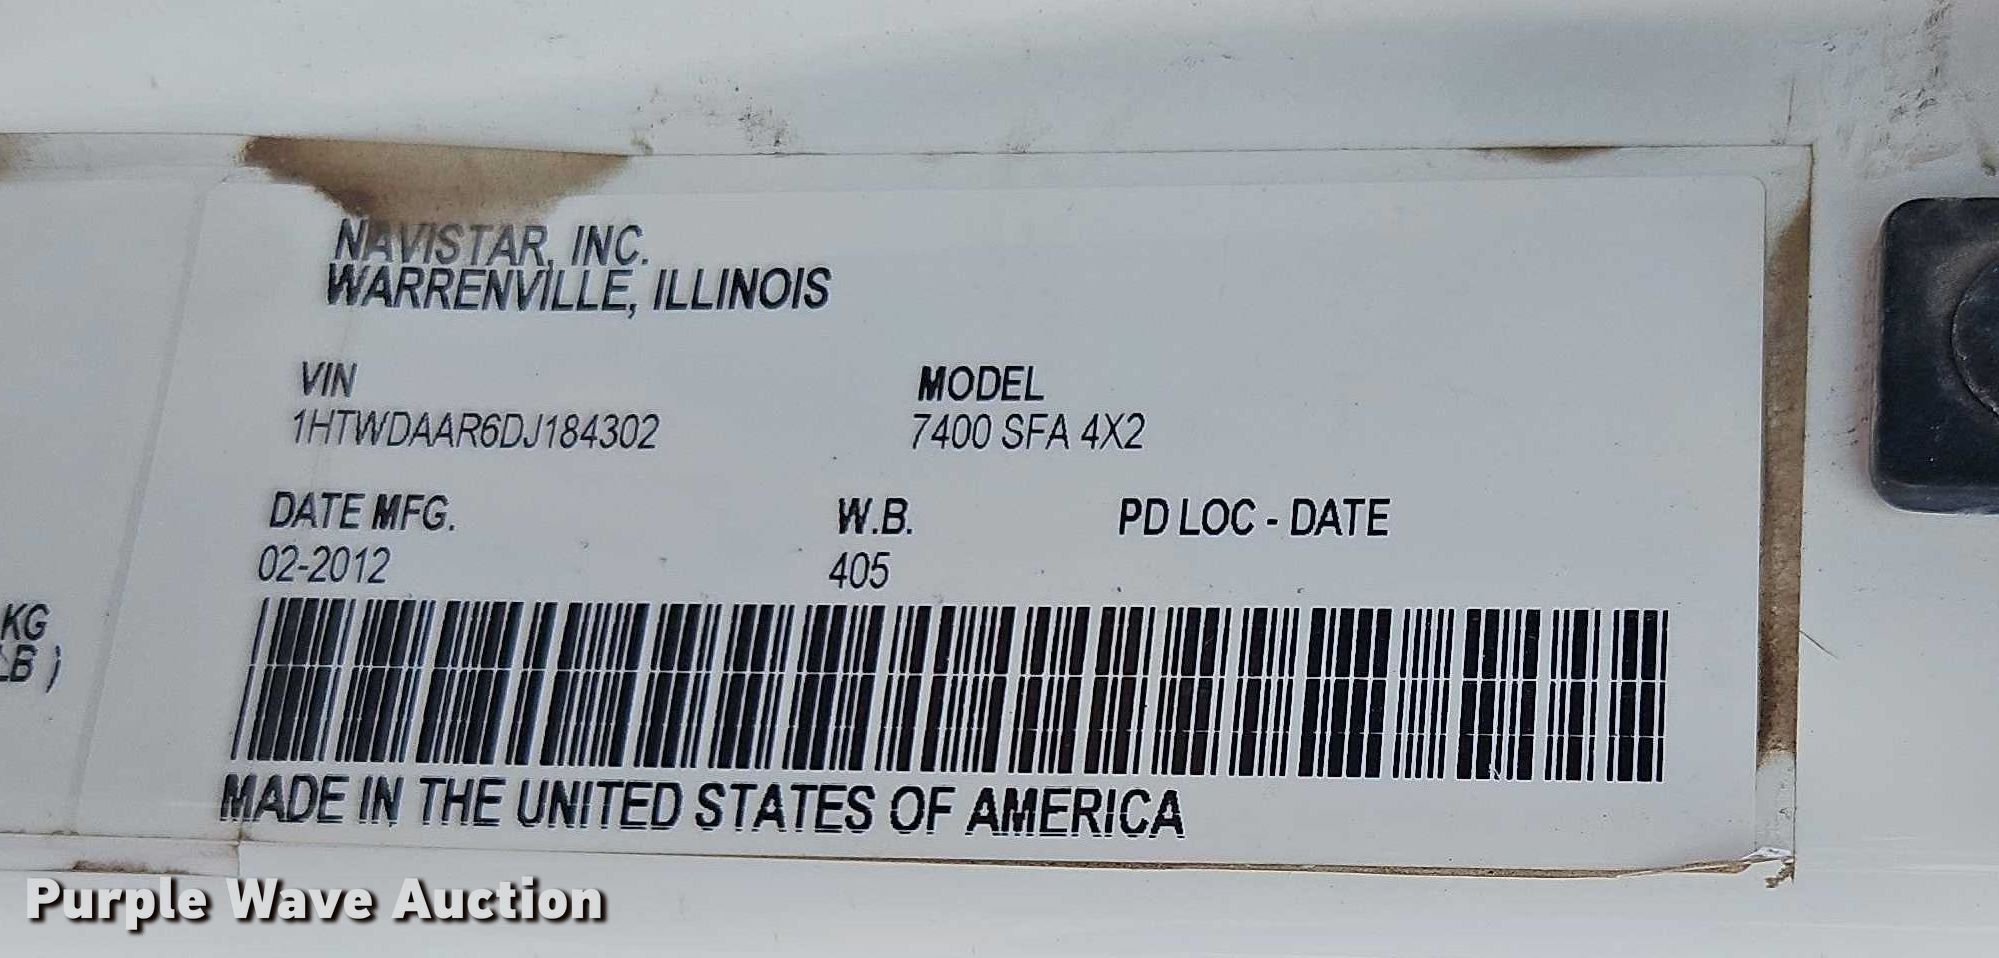 NAVISTAR, INC.
WARRENVILLE, ILLINOIS
VIN
1HTWDAAR6DJ184302
MODEL
7400 SFA 4X2
DATE MFG.
02-2012
W.B.
405
PD LOC - DATE
KG
LB )
MADE IN THE UNITED STATES OF AMERICA
Purple Wave Auction